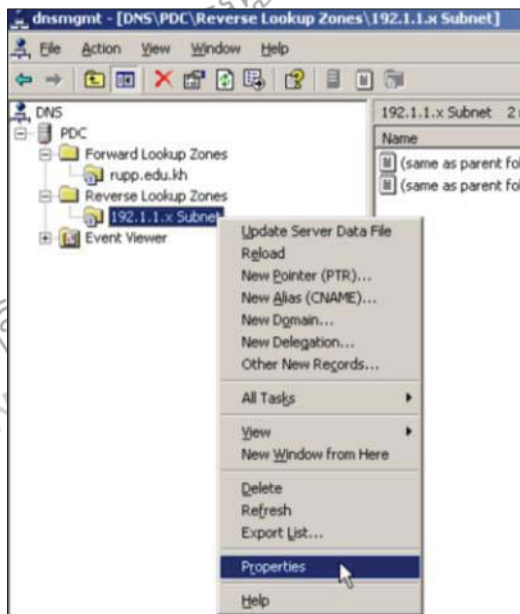 dnsmgmt - [DNS\PDC\Reverse Lookup Zones\192.1.1.x Subnet]
File Action View Window Help
DNS
PDC
Forward Lookup Zones
rupp.edu.kh
Reverse Lookup Zones
192.1.1.x Subnet
Event Viewer
192.1.1.x Subnet 2
Name
(same as parent fol
(same as parent fol
Update Server Data File
Reload
New Pointer (PTR)...
New Alias (CNAME)...
New Domain...
New Delegation...
Other New Records...
All Tasks
View
New Window from Here
Delete
Refresh
Export List...
Properties
Help